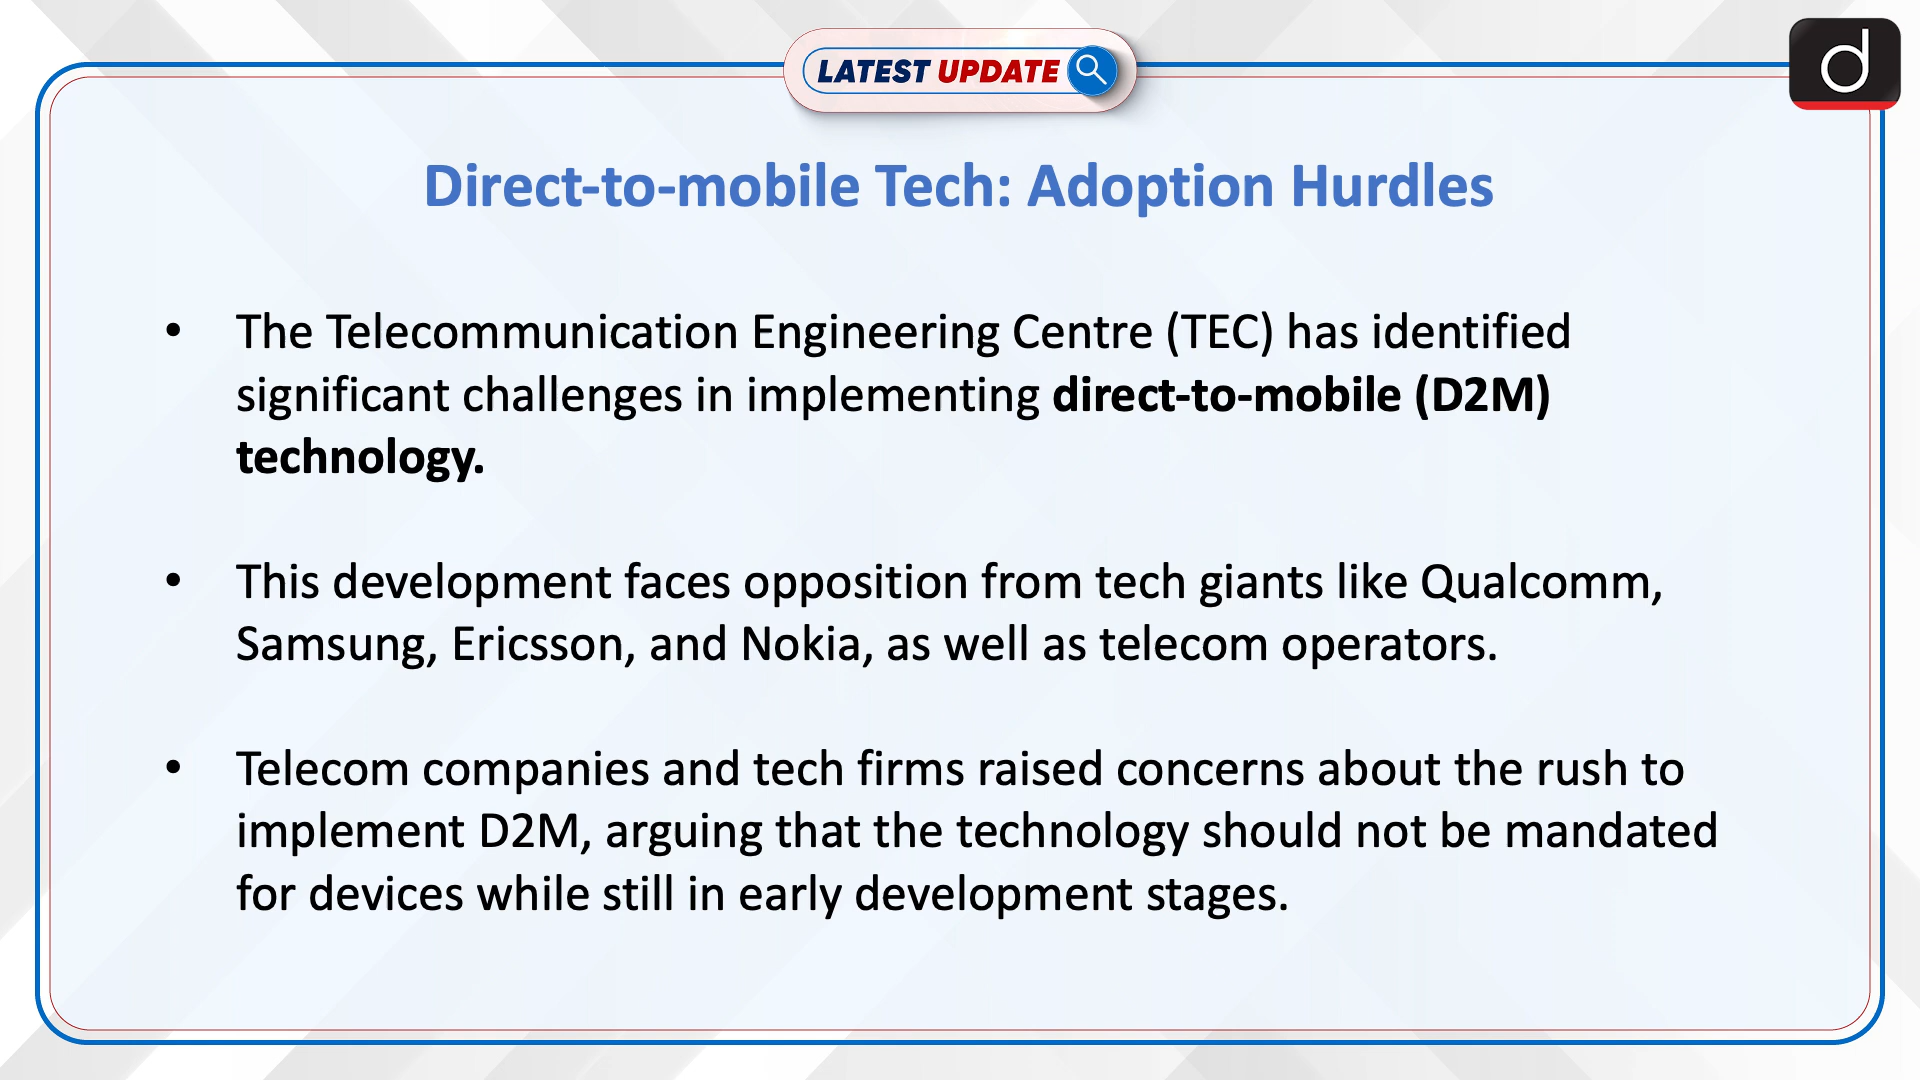 LATEST UPDATE
d
Direct-to-mobile Tech: Adoption Hurdles
• The Telecommunication Engineering Centre (TEC) has identified
significant challenges in implementing direct-to-mobile (D2M)
technology.
• This development faces opposition from tech giants like Qualcomm,
Samsung, Ericsson, and Nokia, as well as telecom operators.
• Telecom companies and tech firms raised concerns about the rush to
implement D2M, arguing that the technology should not be mandated
for devices while still in early development stages.